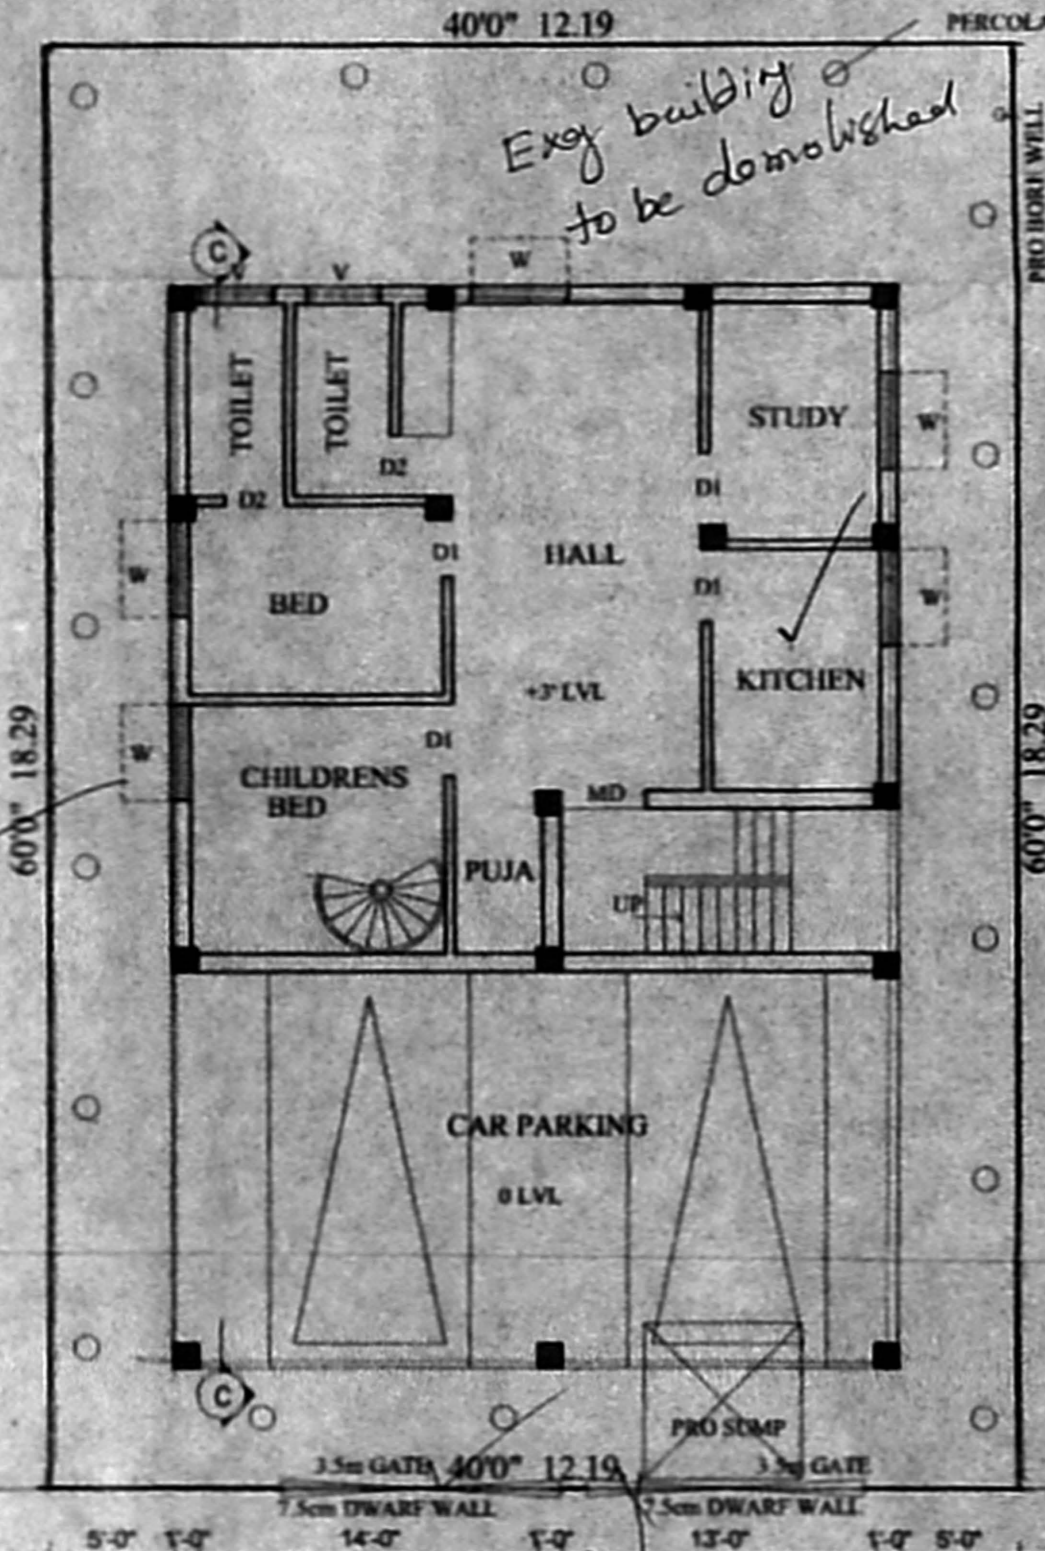 40'0" 12.19
Exg building
to be demolished
PRO BORE WELL
C
V
V
W
TOILET
TOILET
STUDY
W
D2
D2
D1
D1
HALL
D1
W
BED
D1
W
KITCHEN
+3" LVL
60'0" 18.29
60'0" 18.29
D1
W
CHILDRENS
BED
MD
PUJA
UP
CAR PARKING
0 LVL
C
PRO SUMP
3.5m GATE
40'0" 12.19
3.5m GATE
7.5cm DWARF WALL
7.5cm DWARF WALL
5'-0" 1'-0" 14'-0" 1'-0" 13'-0" 1'-0" 5'-0"